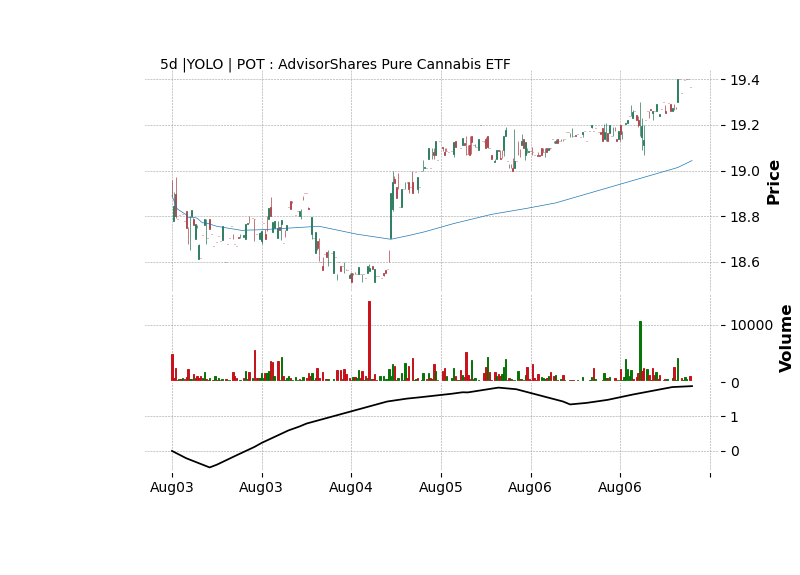 5d |YOLO | POT : AdvisorShares Pure Cannabis ETF
19.4
19.2
19.0
18.8
18.6
Price
10000
0
Volume
1
0
Aug03 Aug03 Aug04 Aug05 Aug06 Aug06